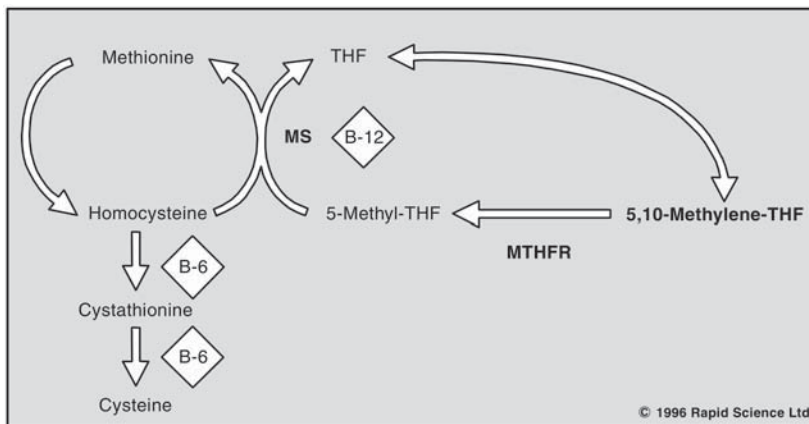 Methionine
THF
MS
B-12
Homocysteine
5-Methyl-THF
5,10-Methylene-THF
MTHFR
B-6
Cystathionine
B-6
Cysteine
© 1996 Rapid Science Ltd